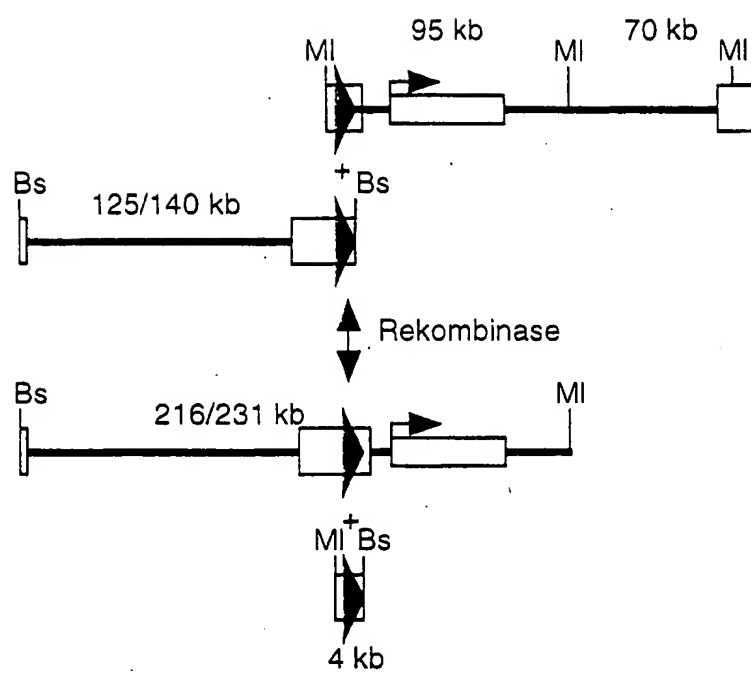 95 kb 70 kb
MI MI MI
+
Bs Bs
125/140 kb
Rekombinase
Bs MI
216/231 kb
+
MI Bs
4 kb